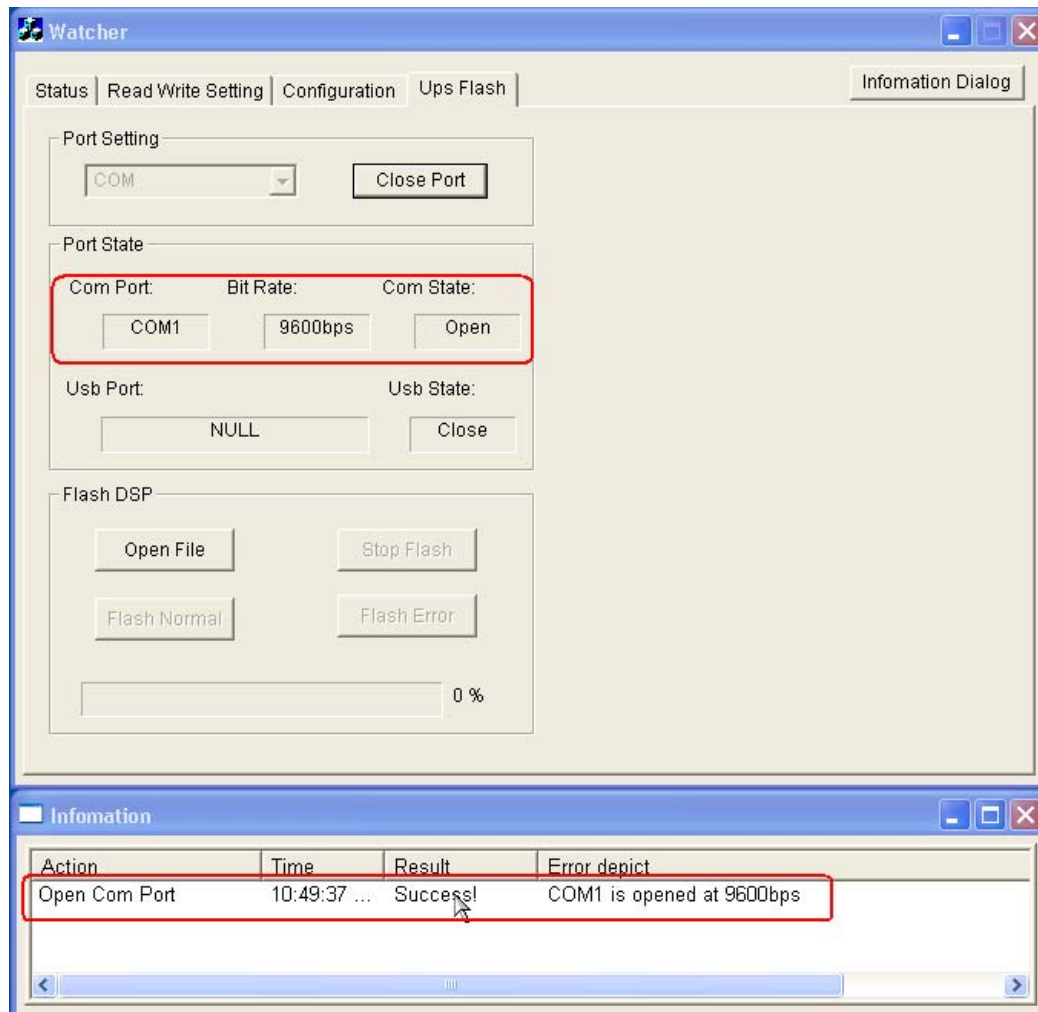 Watcher
Status Read Write Setting Configuration Ups Flash Infomation Dialog
Port Setting
COM Close Port
Port State
Com Port: Bit Rate: Com State:
COM1 9600bps Open
Usb Port: Usb State:
NULL Close
Flash DSP
Open File Stop Flash
Flash Normal Flash Error
0 %
Infomation
Action Time Result Error depict
Open Com Port 10:49:37 ... Success! COM1 is opened at 9600bps